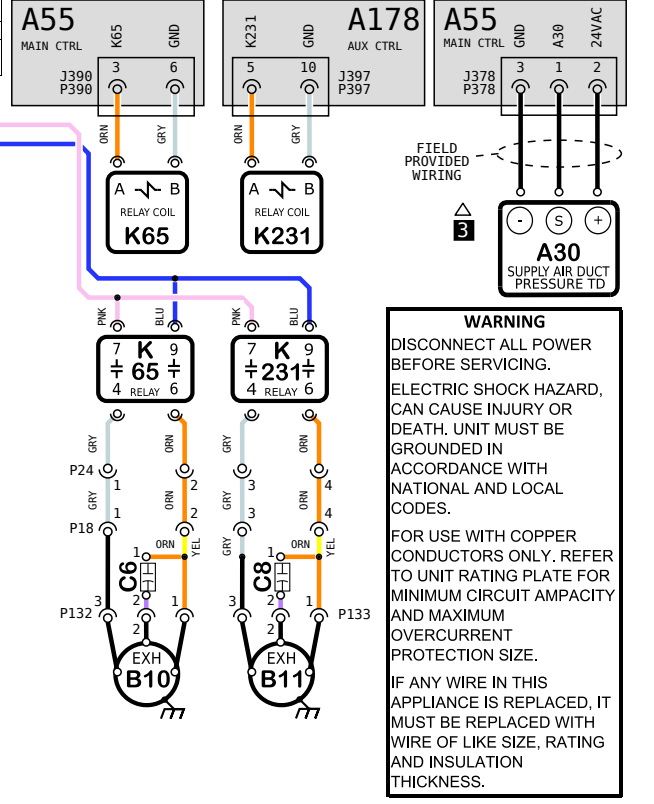 A55
MAIN CTRL
K65
GND
3
6
J390
P390
A178
AUX CTRL
K231
GND
5
10
J397
P397
A55
MAIN CTRL
GND
A30
24VAC
3
1
2
J378
P378
ORN
GRY
ORN
GRY
FIELD
PROVIDED
WIRING
A
B
RELAY COIL
K65
A
B
RELAY COIL
K231
3
-
S
+
A30
SUPPLY AIR DUCT
PRESSURE TD
PNK
BLU
PNK
BLU
7
K
9
65
4
RELAY
6
7
K
9
231
4
RELAY
6
GRY
ORN
GRY
ORN
P24
1
2
3
4
GRY
ORN
GRY
ORN
P18
1
2
3
4
1
ORN
YEL
GRY
1
ORN
YEL
C6
C8
P132
3
2
1
3
2
1
P133
2
2
EXH
B10
EXH
B11
WARNING
DISCONNECT ALL POWER
BEFORE SERVICING.
ELECTRIC SHOCK HAZARD,
CAN CAUSE INJURY OR
DEATH. UNIT MUST BE
GROUNDED IN
ACCORDANCE WITH
NATIONAL AND LOCAL
CODES.
FOR USE WITH COPPER
CONDUCTORS ONLY. REFER
TO UNIT RATING PLATE FOR
MINIMUM CIRCUIT AMPACITY
AND MAXIMUM
OVERCURRENT
PROTECTION SIZE.
IF ANY WIRE IN THIS
APPLIANCE IS REPLACED, IT
MUST BE REPLACED WITH
WIRE OF LIKE SIZE, RATING
AND INSULATION
THICKNESS.